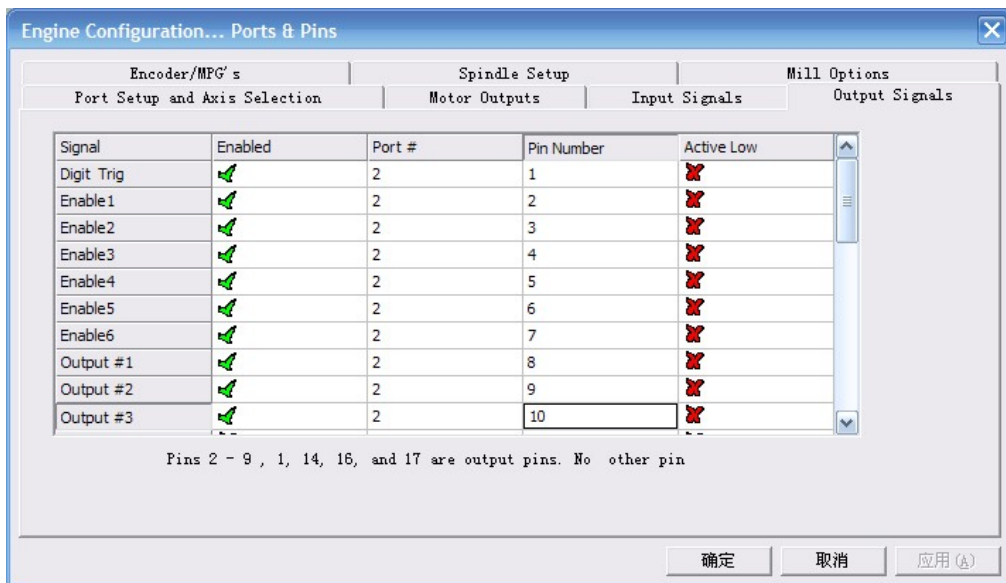 Engine Configuration... Ports & Pins
Encoder/MPG's Spindle Setup Mill Options
Port Setup and Axis Selection Motor Outputs Input Signals Output Signals
Signal Enabled Port # Pin Number Active Low
Digit Trig 2 1
Enable1 2 2
Enable2 2 3
Enable3 2 4
Enable4 2 5
Enable5 2 6
Enable6 2 7
Output #1 2 8
Output #2 2 9
Output #3 2 10
Pins 2 - 9 , 1, 14, 16, and 17 are output pins. No other pin
确定 取消 应用(A)